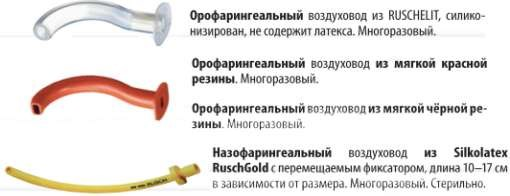 Орофарингеальный воздуховод из RUSCHELIT, силико-
низирован, не содержит латекса. Многоразовый.
Орофарингеальный воздуховод из мягкой красной
резины. Многоразовый.
Орофарингеальный воздуховод из мягкой чёрной ре-
зины. Многоразовый.
Назофарингеальный воздуховод из Silkolatex
RuschGold с перемещаемым фиксатором, длина 10–17 см
в зависимости от размера. Многоразовый. Стерильно.